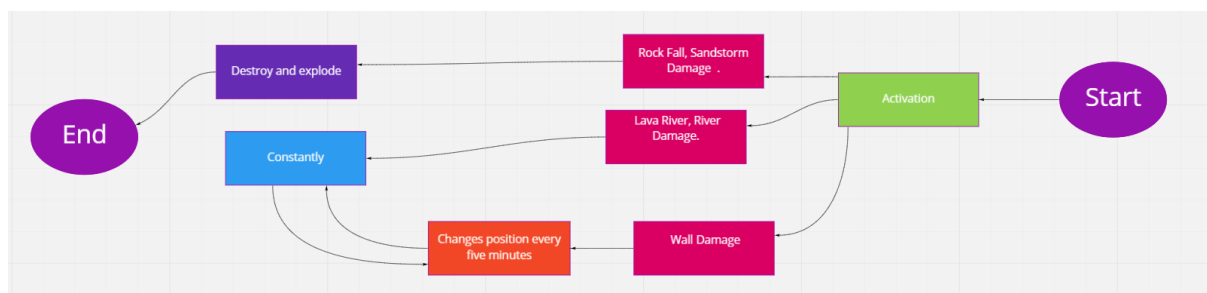 Rock Fall, Sandstorm
Damage .
Destroy and explode
Activation
Start
End
Lava River, River
Damage.
Constantly
Changes position every
five minutes
Wall Damage